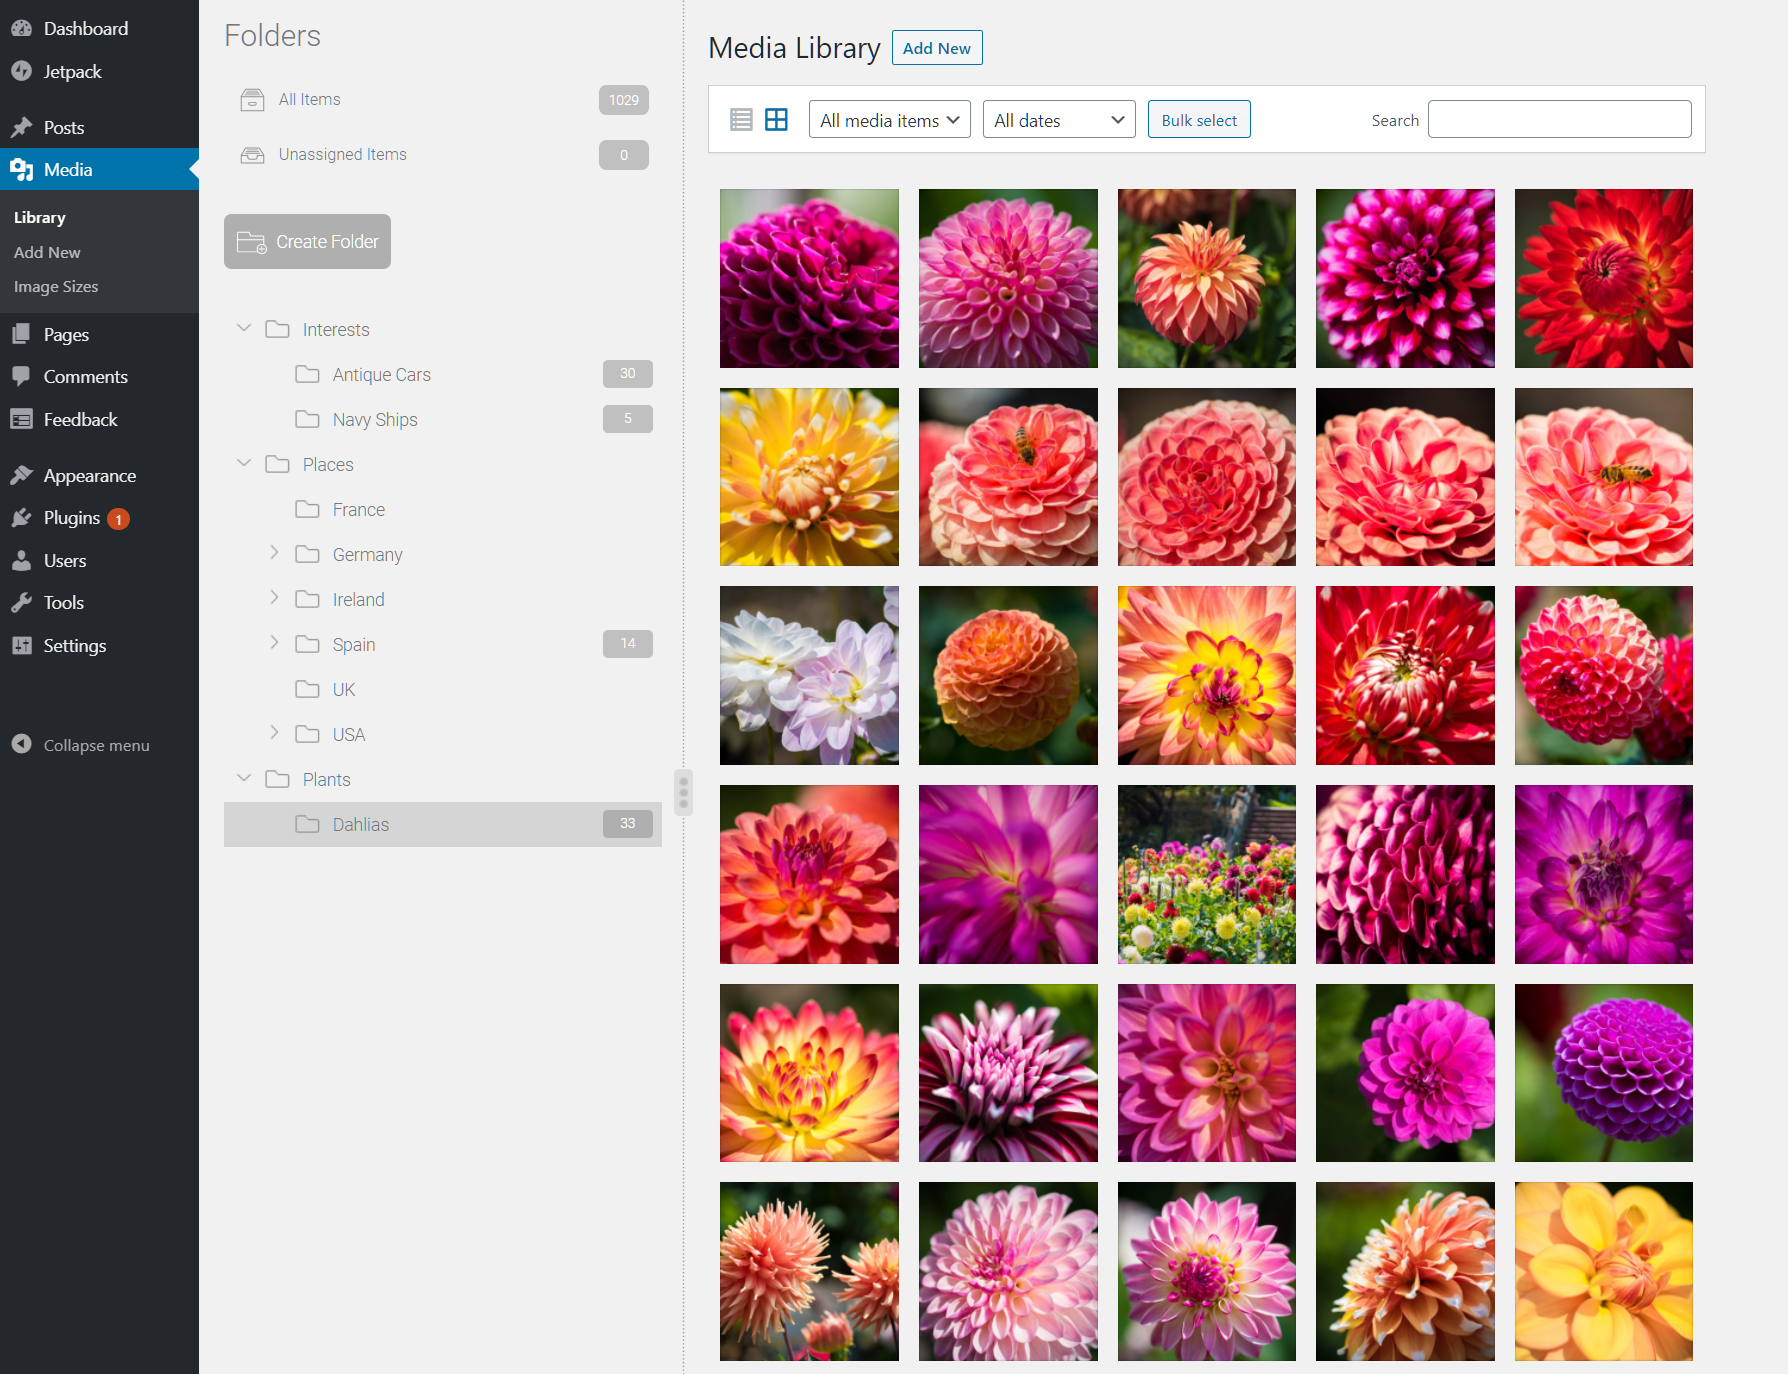 Dashboard
Jetpack
Posts
Media
Library
Add New
Image Sizes
Pages
Comments
Feedback
Appearance
Plugins 1
Users
Tools
Settings
Collapse menu
Folders
All Items 1029
Unassigned Items 0
Create Folder
Interests
Antique Cars 30
Navy Ships 5
Places
France
Germany
Ireland
Spain 14
UK
USA
Plants
Dahlias 33
Media Library Add New
All media items All dates Bulk select Search